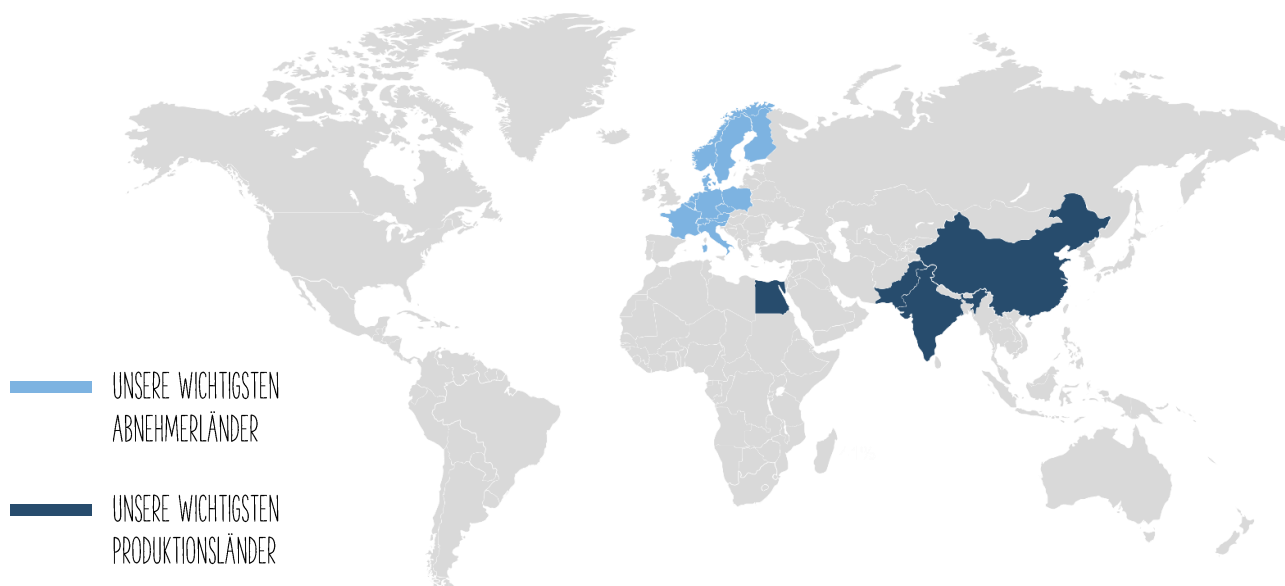 UNSERE WICHTIGSTEN
ABNEHMERLÄNDER
UNSERE WICHTIGSTEN
PRODUKTIONSLÄNDER